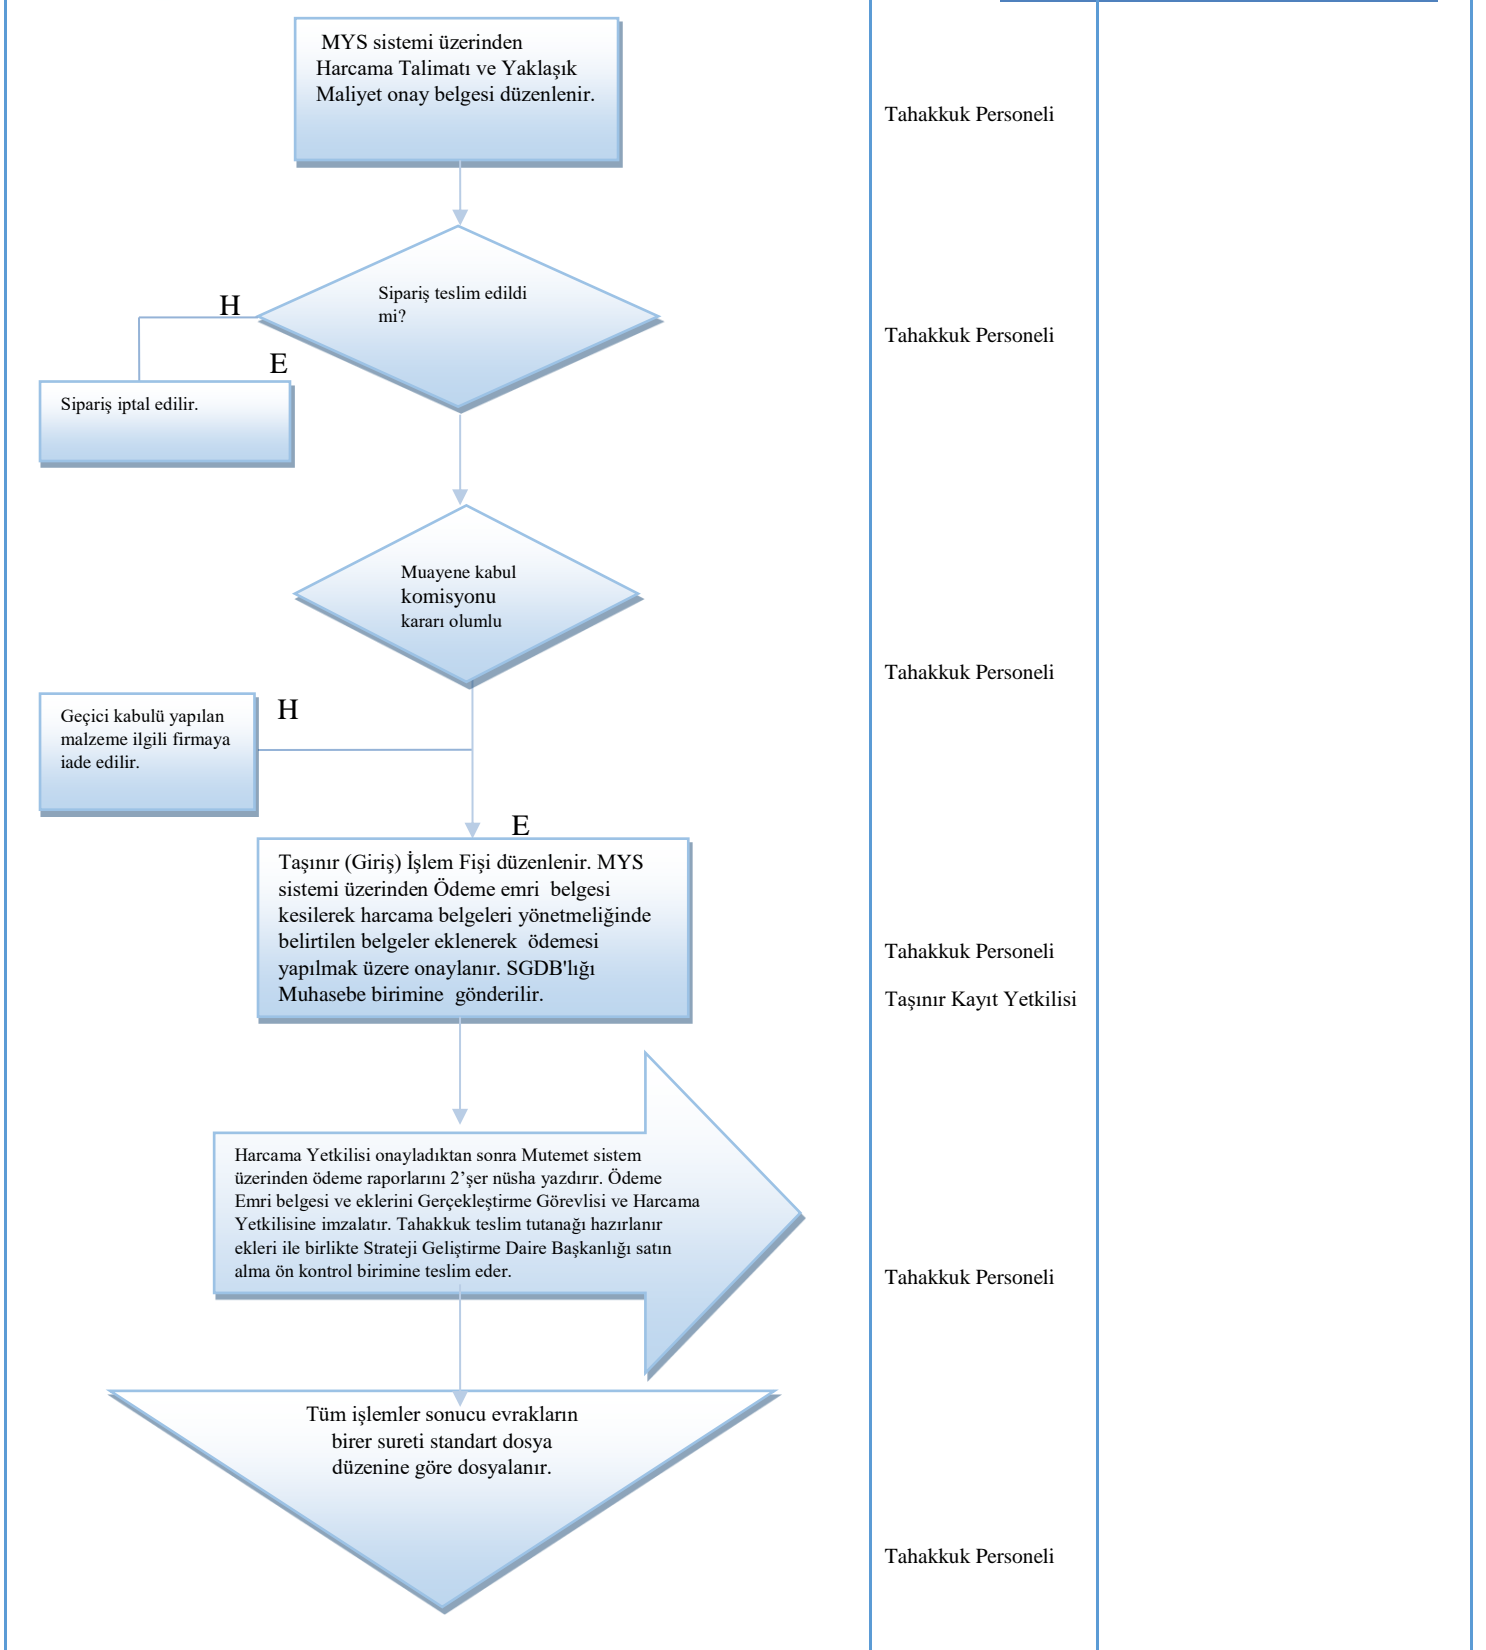 MYS sistemi üzerinden
Harcama Talimatı ve Yaklaşık
Maliyet onay belgesi düzenlenir.
Tahakkuk Personeli
Sipariş teslim edildi
mi?
H
Tahakkuk Personeli
E
Sipariş iptal edilir.
Muayene kabul
komisyonu
kararı olumlu
Tahakkuk Personeli
H
Geçici kabulü yapılan
malzeme ilgili firmaya
iade edilir.
E
Taşınır (Giriş) İşlem Fişi düzenlenir. MYS
sistemi üzerinden Ödeme emri belgesi
kesilerek harcama belgeleri yönetmeliğinde
belirtilen belgeler eklenerek ödemesi
yapılmak üzere onaylanır. SGDB'lığı
Muhasebe birimine gönderilir.
Tahakkuk Personeli
Taşınır Kayıt Yetkilisi
Harcama Yetkilisi onayladıktan sonra Mutemet sistem
üzerinden ödeme raporlarını 2’şer nüsha yazdırır. Ödeme
Emri belgesi ve eklerini Gerçekleştirme Görevlisi ve Harcama
Yetkilisine imzalatır. Tahakkuk teslim tutanağı hazırlanır
ekleri ile birlikte Strateji Geliştirme Daire Başkanlığı satın
alma ön kontrol birimine teslim eder.
Tahakkuk Personeli
Tüm işlemler sonucu evrakların
birer sureti standart dosya
düzenine göre dosyalanır.
Tahakkuk Personeli